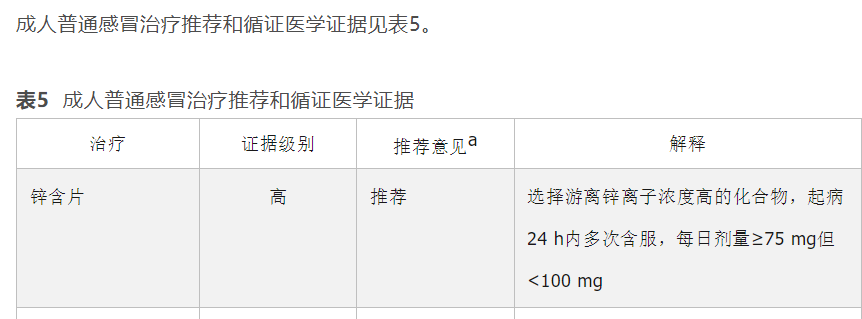 成人普通感冒治疗推荐和循证医学证据见表5。
表5 成人普通感冒治疗推荐和循证医学证据
治疗 证据级别 推荐意见a 解释
锌含片 高 推荐 选择游离锌离子浓度高的化合物，起病
24 h内多次含服，每日剂量≥75 mg但
<100 mg